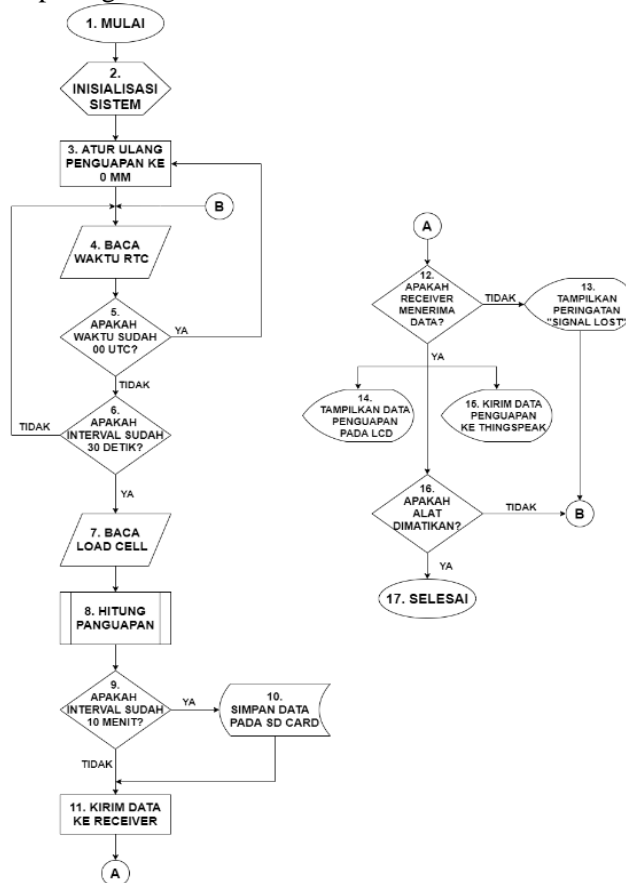 1. MULAI
2.
INISIALISASI
SISTEM
3. ATUR ULANG
PENGUAPAN KE
0 MM
B
4. BACA
WAKTU RTC
5.
APAKAH
WAKTU SUDAH
00 UTC?
YA
TIDAK
6.
APAKAH
INTERVAL SUDAH
30 DETIK?
TIDAK
YA
7. BACA
LOAD CELL
8. HITUNG
PANGUAPAN
9.
APAKAH
INTERVAL SUDAH
10 MENIT?
YA
10.
SIMPAN DATA
PADA SD CARD
TIDAK
11. KIRIM DATA
KE RECEIVER
A
A
12.
APAKAH
RECEIVER
MENERIMA
DATA?
TIDAK
13.
TAMPILKAN
PERINGATAN
"SIGNAL LOST"
YA
14.
TAMPILKAN DATA
PENGUAPAN
PADA LCD
15. KIRIM DATA
PENGUAPAN
KE THINGSPEAK
16.
APAKAH
ALAT
DIMATIKAN?
TIDAK
B
YA
17. SELESAI